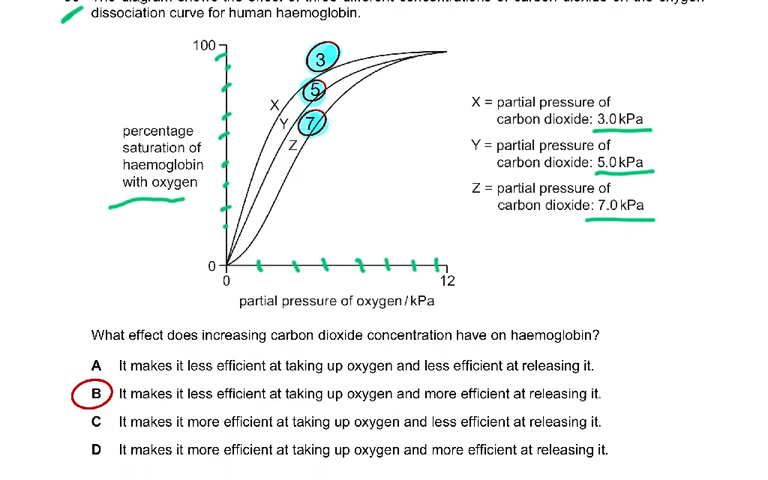 dissociation curve for human haemoglobin.
100
3
5
7
X
Y
Z
percentage
saturation of
haemoglobin
with oxygen
X = partial pressure of
carbon dioxide: 3.0 kPa
Y = partial pressure of
carbon dioxide: 5.0 kPa
Z = partial pressure of
carbon dioxide: 7.0 kPa
0
0
12
partial pressure of oxygen / kPa
What effect does increasing carbon dioxide concentration have on haemoglobin?
A It makes it less efficient at taking up oxygen and less efficient at releasing it.
B It makes it less efficient at taking up oxygen and more efficient at releasing it.
C It makes it more efficient at taking up oxygen and less efficient at releasing it.
D It makes it more efficient at taking up oxygen and more efficient at releasing it.